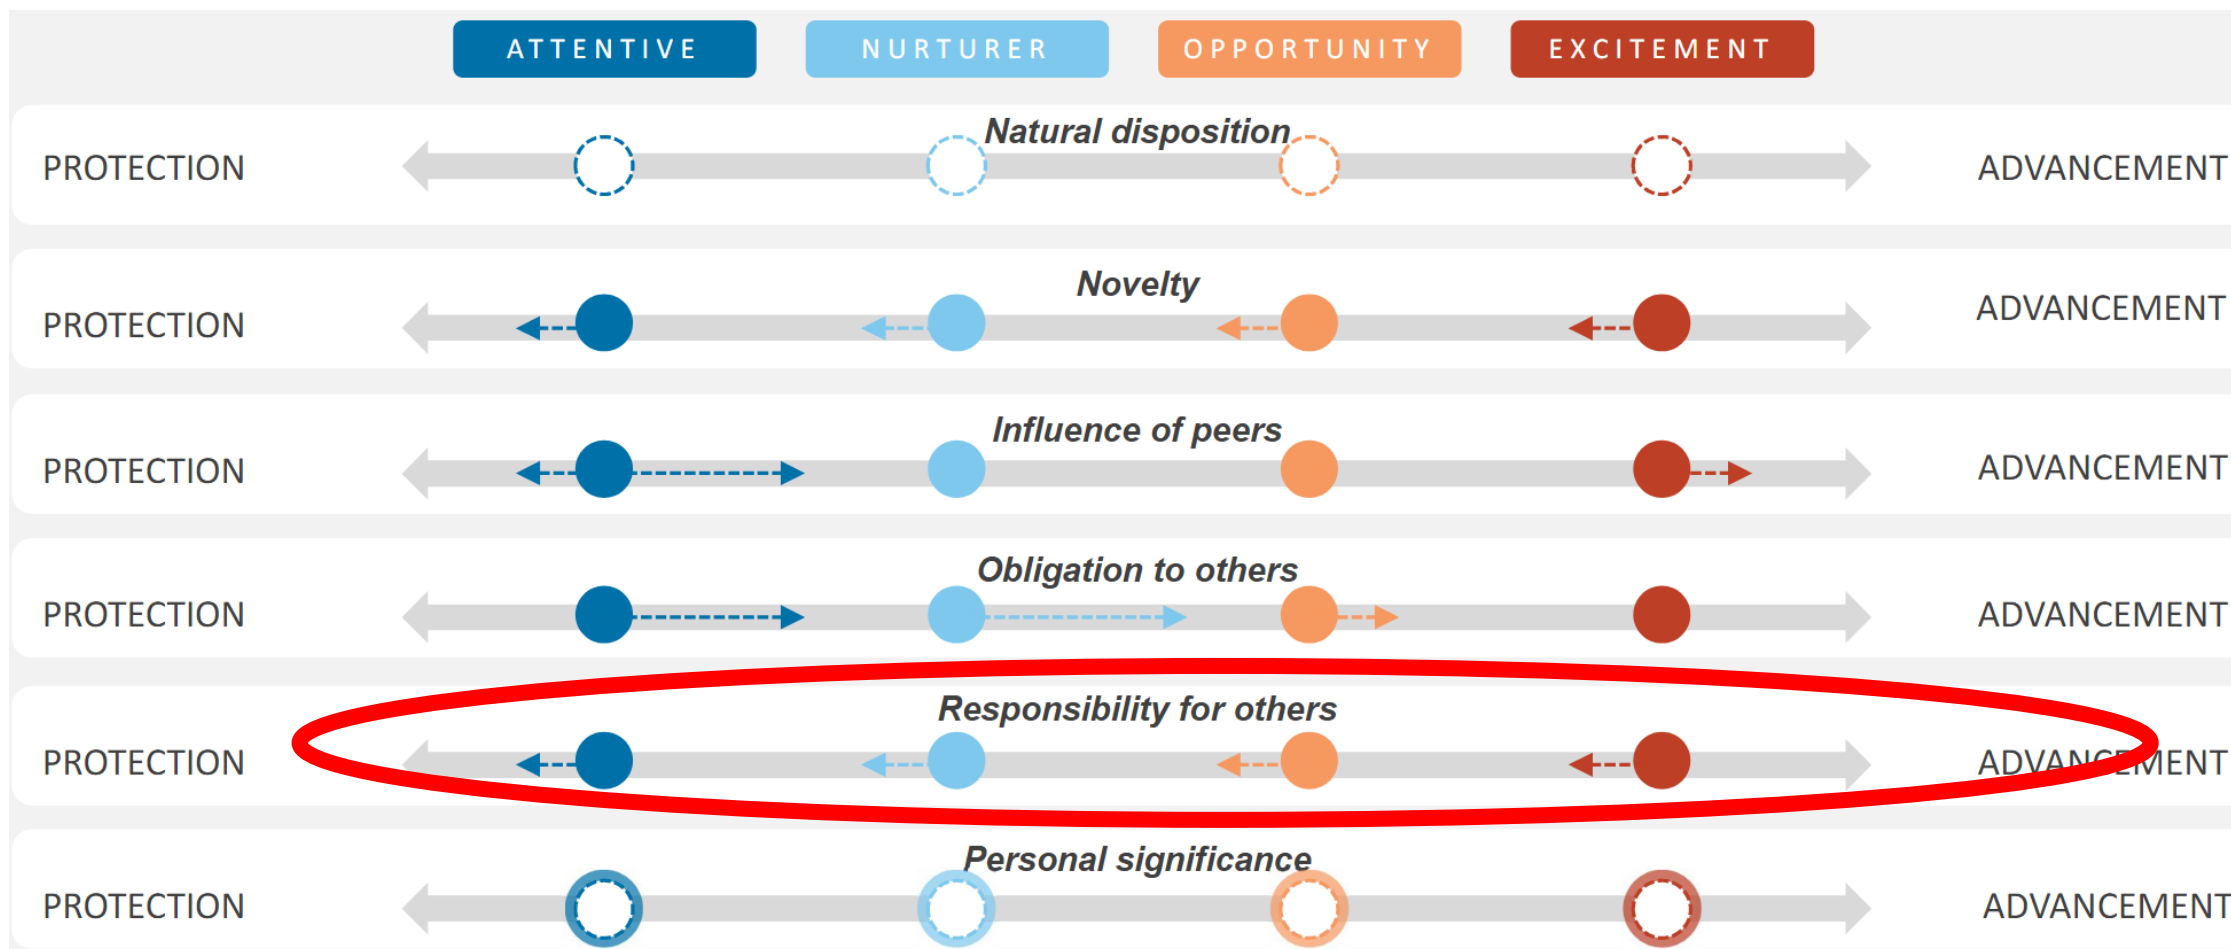 ATTENTIVE NURTURER OPPORTUNITY EXCITEMENT
Natural disposition
PROTECTION ADVANCEMENT
Novelty
PROTECTION ADVANCEMENT
Influence of peers
PROTECTION ADVANCEMENT
Obligation to others
PROTECTION ADVANCEMENT
Responsibility for others
PROTECTION ADVANCEMENT
Personal significance
PROTECTION ADVANCEMENT